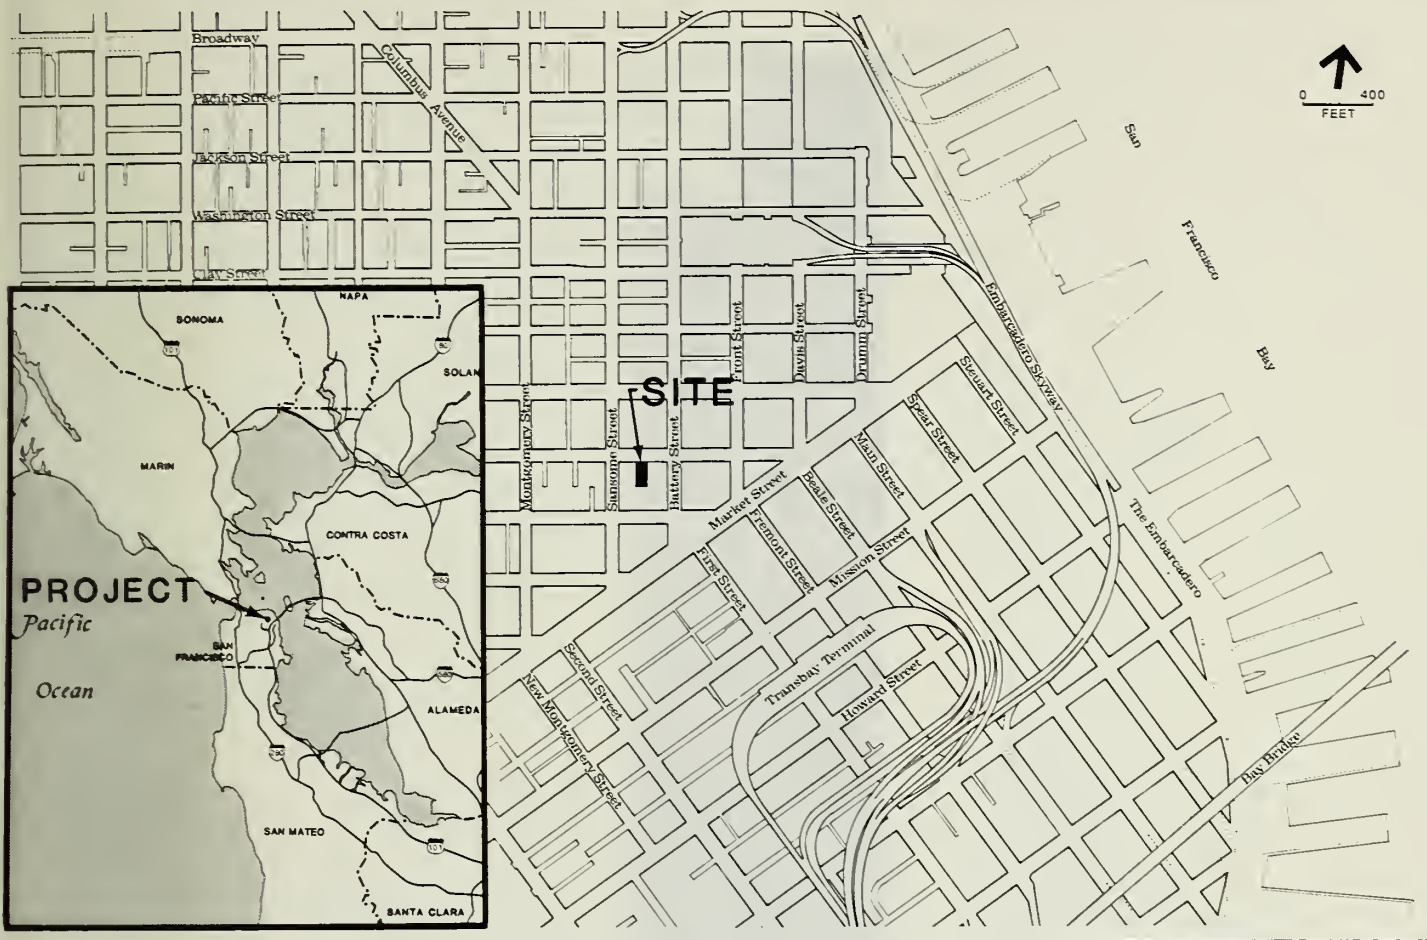 Broadway
Columbus Avenue
Pacific Street
Jackson Street
Washington Street
Clay Street
0 400
FEET
San
Francisco
Bay
Embarcadero Skyway
Front Street
Davis Street
Drumm Street
SITE
Montgomery Street
Sansome Street
Battery Street
Steuart Street
Spear Street
Main Street
Beale Street
Market Street
Fremont Street
First Street
Mission Street
The Embarcadero
Second Street
New Montgomery Street
Transbay Terminal
Howard Street
Bay Bridge
NAPA
SONOMA
101
80
SOLAN
MARIN
CONTRA COSTA
680
PROJECT
Pacific
Ocean
SAN
FRANCISCO
ALAMEDA
SAN MATEO
101
SANTA CLARA